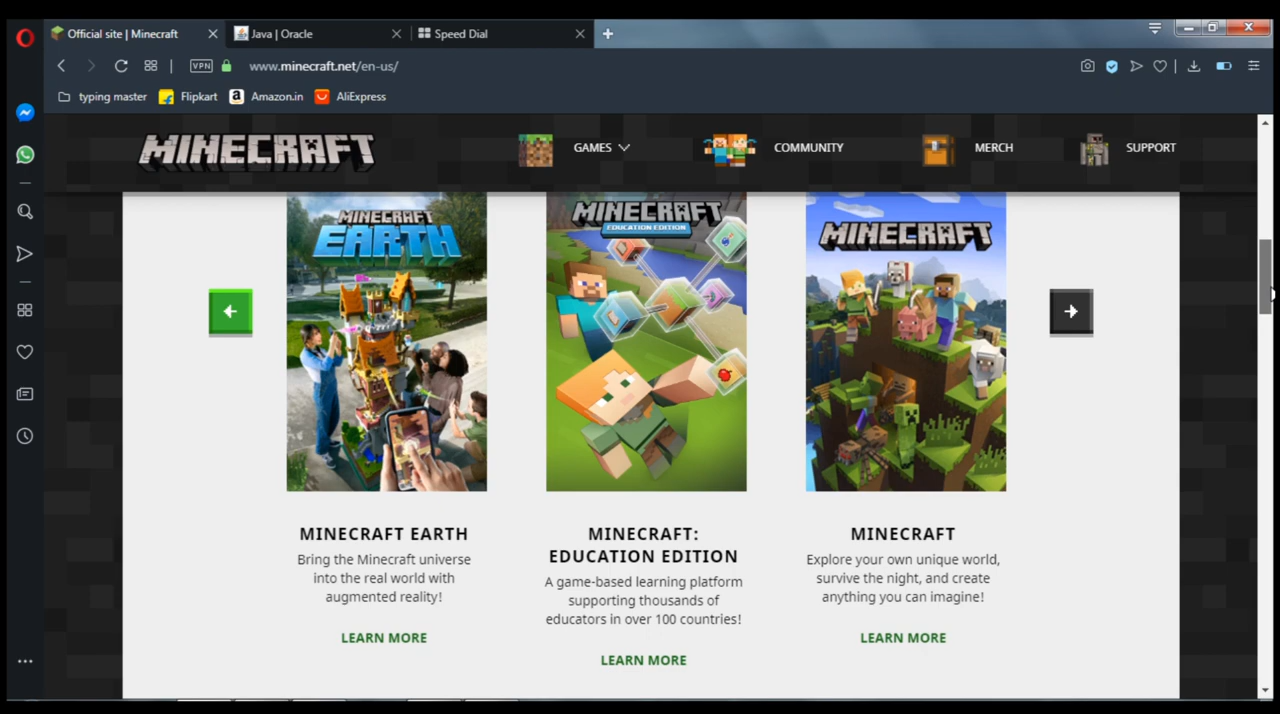 Official site | Minecraft
Java | Oracle
Speed Dial
VPN
www.minecraft.net/en-us/
typing master
Flipkart
Amazon.in
AliExpress
MINECRAFT
GAMES
COMMUNITY
MERCH
SUPPORT
MINECRAFT
EARTH
MINECRAFT
EDUCATION EDITION
MINECRAFT
MINECRAFT EARTH
Bring the Minecraft universe
into the real world with
augmented reality!
LEARN MORE
MINECRAFT:
EDUCATION EDITION
A game-based learning platform
supporting thousands of
educators in over 100 countries!
LEARN MORE
MINECRAFT
Explore your own unique world,
survive the night, and create
anything you can imagine!
LEARN MORE